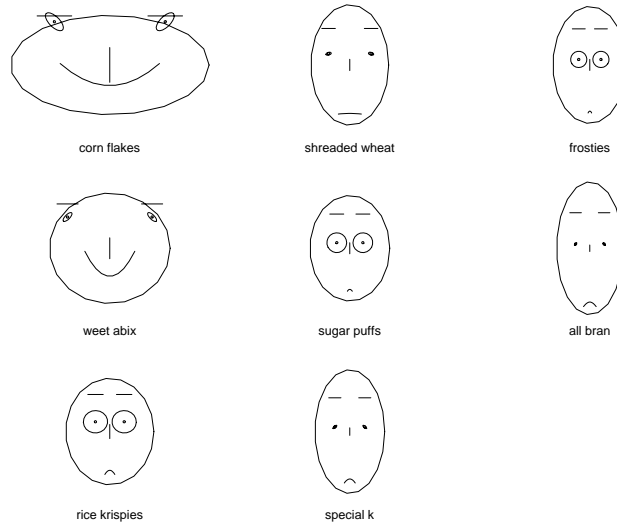 corn flakes
shreaded wheat
frosties
weet abix
sugar puffs
all bran
rice krispies
special k